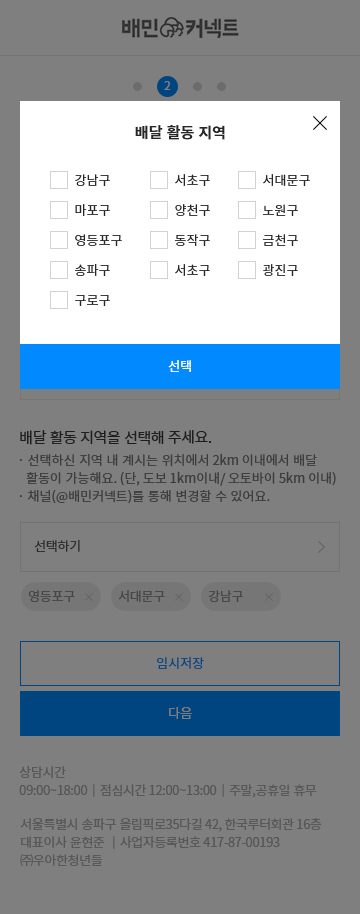 배민커넥트
2
배달 활동 지역
강남구 서초구 서대문구
마포구 양천구 노원구
영등포구 동작구 금천구
송파구 서초구 광진구
구로구
선택
배달 활동 지역을 선택해 주세요.
· 선택하신 지역 내 계시는 위치에서 2km 이내에서 배달
활동이 가능해요. (단, 도보 1km이내/ 오토바이 5km 이내)
· 채널(@배민커넥트)를 통해 변경할 수 있어요.
선택하기
영등포구 서대문구 강남구
임시저장
다음
상담시간
09:00~18:00 | 점심시간 12:00~13:00 | 주말,공휴일 휴무
서울특별시 송파구 올림픽로35다길 42, 한국루터회관 16층
대표이사 윤현준 | 사업자등록번호 417-87-00193
㈜우아한청년들